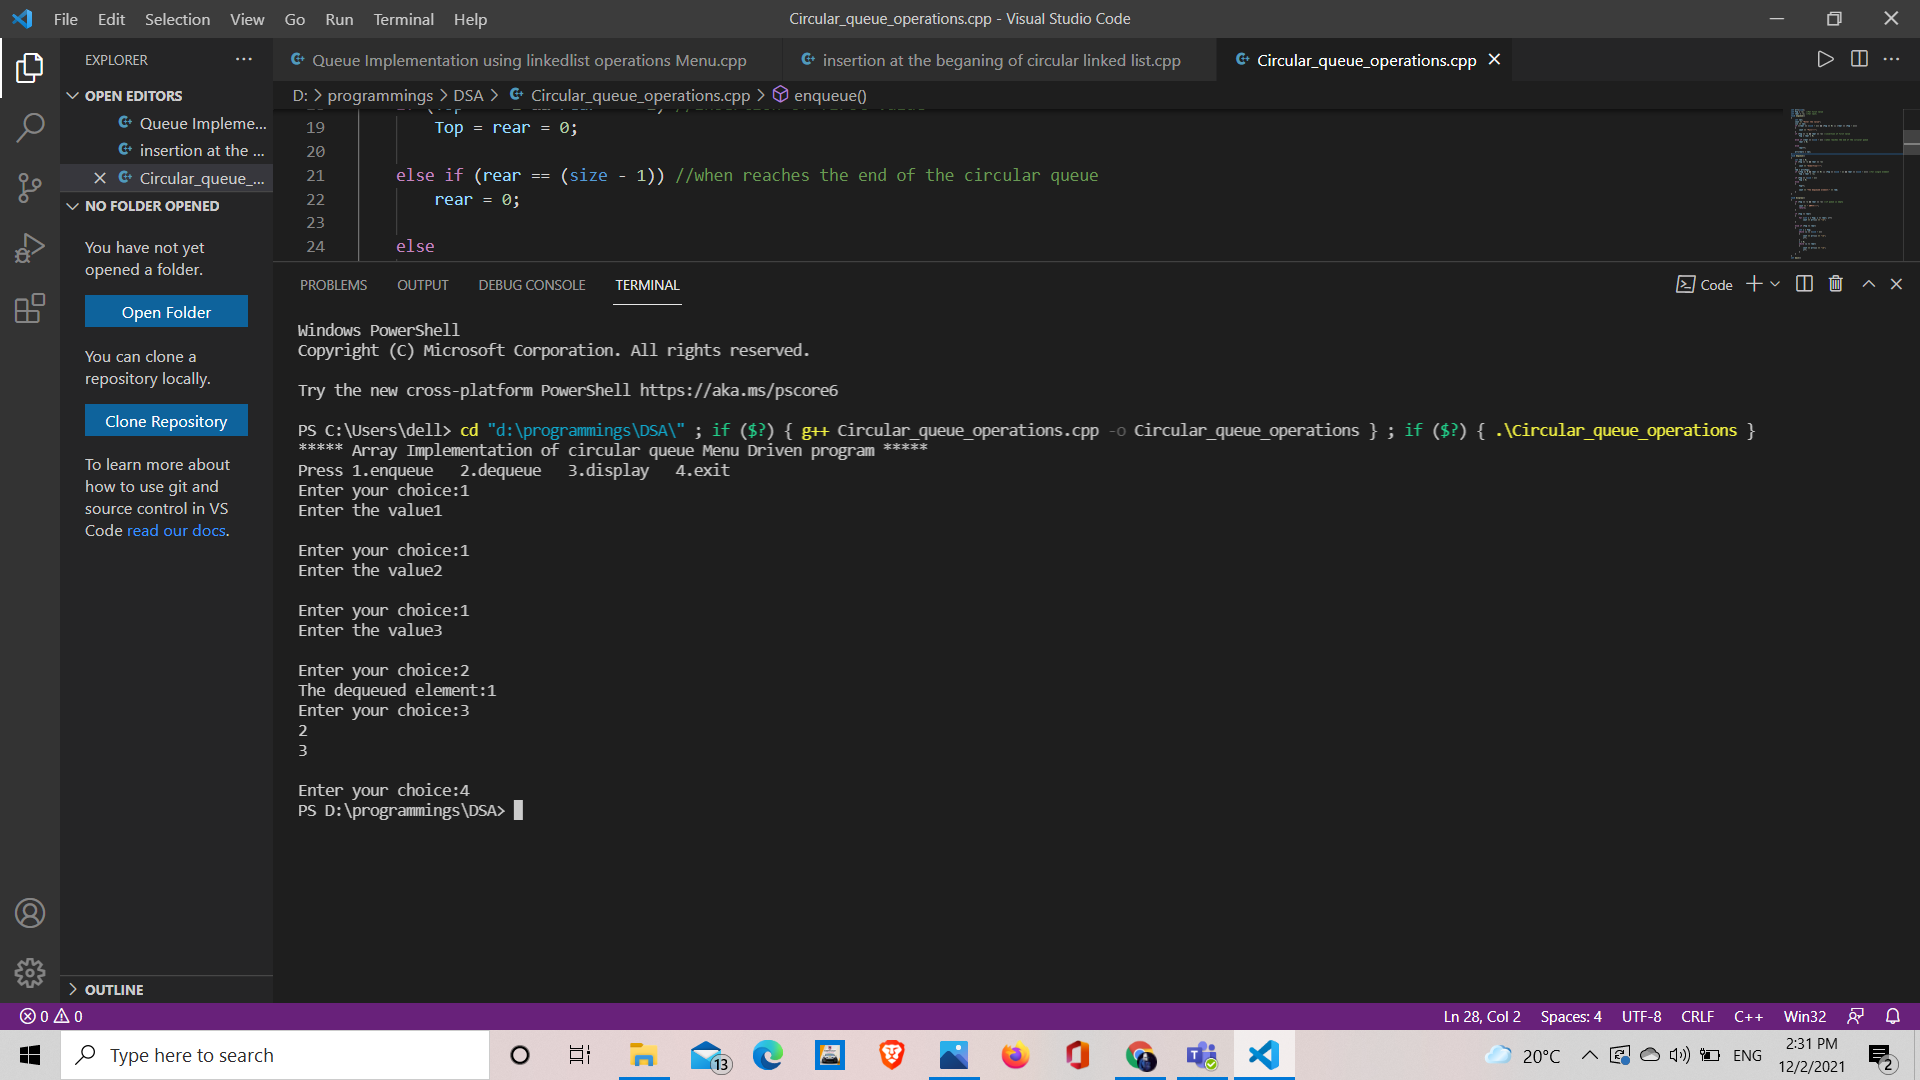 File Edit Selection View Go Run Terminal Help
Circular_queue_operations.cpp - Visual Studio Code
EXPLORER
OPEN EDITORS
Queue Impleme...
insertion at the ...
Circular_queue_...
NO FOLDER OPENED
You have not yet
opened a folder.
Open Folder
You can clone a
repository locally.
Clone Repository
To learn more about
how to use git and
source control in VS
Code read our docs.
OUTLINE
Queue Implementation using linkedlist operations Menu.cpp
insertion at the beganing of circular linked list.cpp
Circular_queue_operations.cpp
D: > programmings > DSA > Circular_queue_operations.cpp > enqueue()
19 Top = rear = 0;
20
21 else if (rear == (size - 1)) //when reaches the end of the circular queue
22 rear = 0;
23
24 else
PROBLEMS OUTPUT DEBUG CONSOLE TERMINAL
Code
Windows PowerShell
Copyright (C) Microsoft Corporation. All rights reserved.
Try the new cross-platform PowerShell https://aka.ms/pscore6
PS C:\Users\dell> cd "d:\programmings\DSA\" ; if ($?) { g++ Circular_queue_operations.cpp -o Circular_queue_operations } ; if ($?) { .\Circular_queue_operations }
***** Array Implementation of circular queue Menu Driven program *****
Press 1.enqueue 2.dequeue 3.display 4.exit
Enter your choice:1
Enter the value1
Enter your choice:1
Enter the value2
Enter your choice:1
Enter the value3
Enter your choice:2
The dequeued element:1
Enter your choice:3
2
3
Enter your choice:4
PS D:\programmings\DSA>
0 0
Ln 28, Col 2 Spaces: 4 UTF-8 CRLF C++ Win32
Type here to search
13
20°C
ENG
2:31 PM
12/2/2021
2